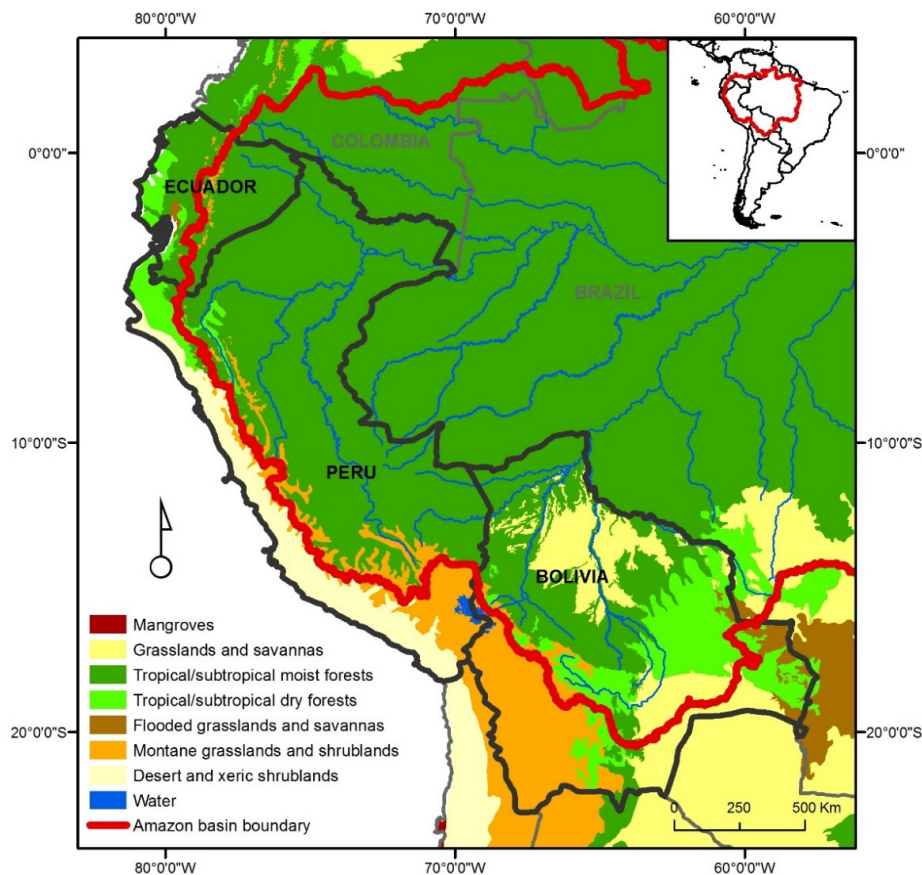 80°0'0"W 70°0'0"W 60°0'0"W
0°0'0" 0°0'0"
COLOMBIA
ECUADOR
BRAZIL
10°0'0"S 10°0'0"S
PERU
BOLIVIA
Mangroves
Grasslands and savannas
Tropical/subtropical moist forests
Tropical/subtropical dry forests
Flooded grasslands and savannas
Montane grasslands and shrublands
Desert and xeric shrublands
Water
Amazon basin boundary
20°0'0"S 20°0'0"S
0 250 500 Km
80°0'0"W 70°0'0"W 60°0'0"W